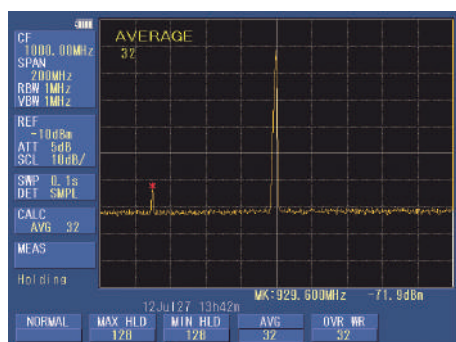 CF
1000.00MHz
SPAN
200MHz
RBW 1MHz
VBW 1MHz
REF
-10dBm
ATT 5dB
SCL 10dB/
SWP 0.1s
DET SMPL
CALC
AVG 32
MEAS
Holding
AVERAGE
32
MK:929.600MHz -71.9dBm
12Jul27 13h42m
NORMAL
MAX HLD
128
MIN HLD
128
AVG
32
OVR WR
32